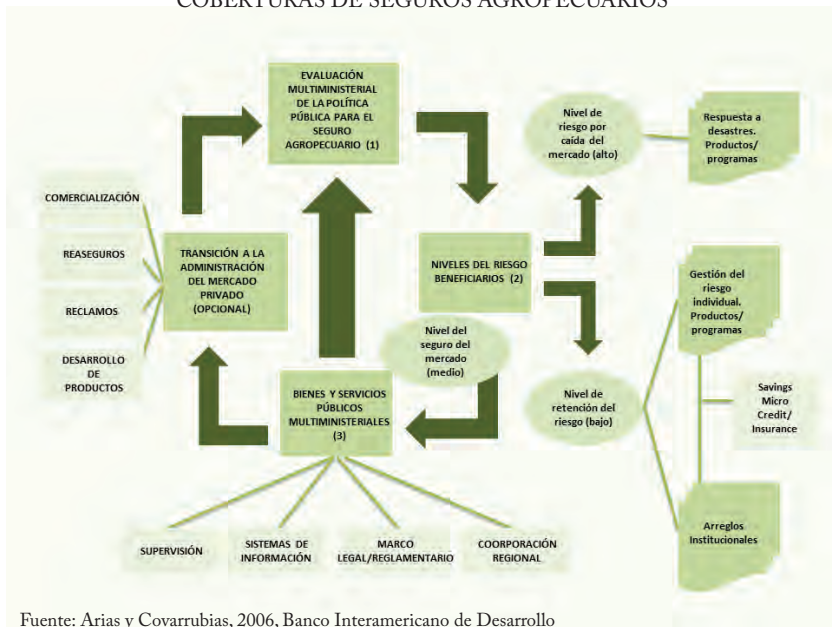 COBERTURAS DE SEGUROS AGROPECUARIOS
EVALUACIÓN
MULTIMINISTERIAL
DE LA POLÍTICA
PÚBLICA PARA EL
SEGURO
AGROPECUARIO (1)
Nivel de
riesgo por
caída del
mercado (alto)
Respuesta a
desastres.
Productos/
programas
COMERCIALIZACIÓN
REASEGUROS
RECLAMOS
DESARROLLO
DE
PRODUCTOS
TRANSICIÓN A LA
ADMINISTRACIÓN
DEL MERCADO
PRIVADO
(OPCIONAL)
NIVELES DEL RIESGO
BENEFICIARIOS (2)
Gestión del
riesgo
individual.
Productos/
programas
Nivel del
seguro del
mercado
(medio)
BIENES Y SERVICIOS
PÚBLICOS
MULTIMINISTERIALES
(3)
Nivel de
retención del
riesgo (bajo)
Savings
Micro
Credit/
Insurance
Arreglos
Institucionales
SUPERVISIÓN
SISTEMAS DE
INFORMACIÓN
MARCO
LEGAL/REGLAMENTARIO
COORPORACIÓN
REGIONAL
Fuente: Arias y Covarrubias, 2006, Banco Interamericano de Desarrollo